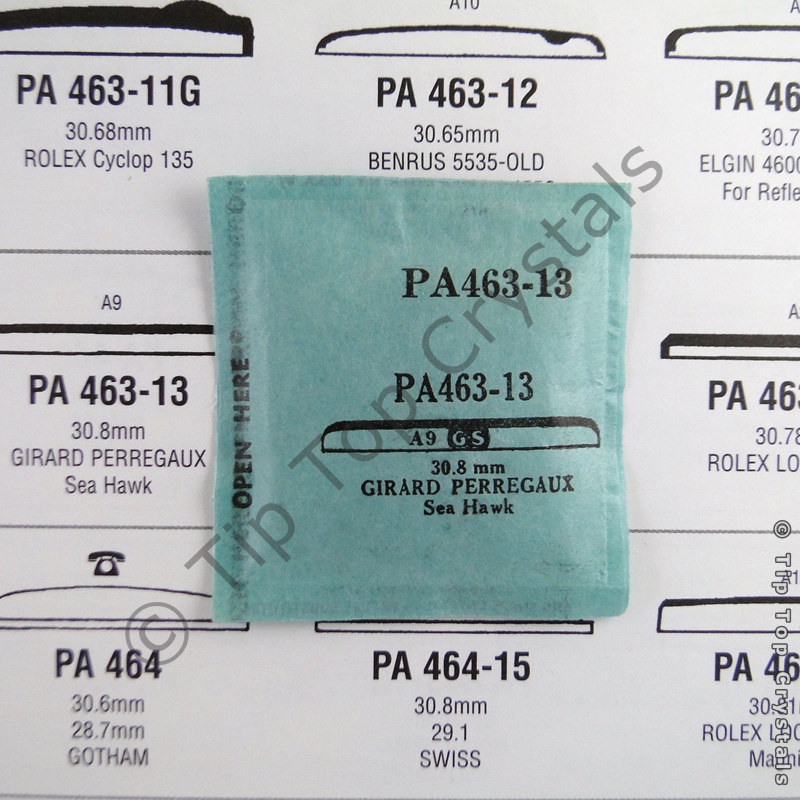 A10
PA 463-11G
30.68mm
ROLEX Cyclop 135
PA 463-12
30.65mm
BENRUS 5535-OLD
PA 46
30.7
ELGIN 4600
For Refle
A9
PA 463-13
30.8mm
GIRARD PERREGAUX
Sea Hawk
OPEN HERE
PA463-13
PA463-13
A9 GS
30.8 mm
GIRARD PERREGAUX
Sea Hawk
PA 463
30.78
ROLEX LO
PA 464
30.6mm
28.7mm
GOTHAM
PA 464-15
30.8mm
29.1
SWISS
PA 46
ROLEX
© Tip Top Crystals
© Tip Top Crystals